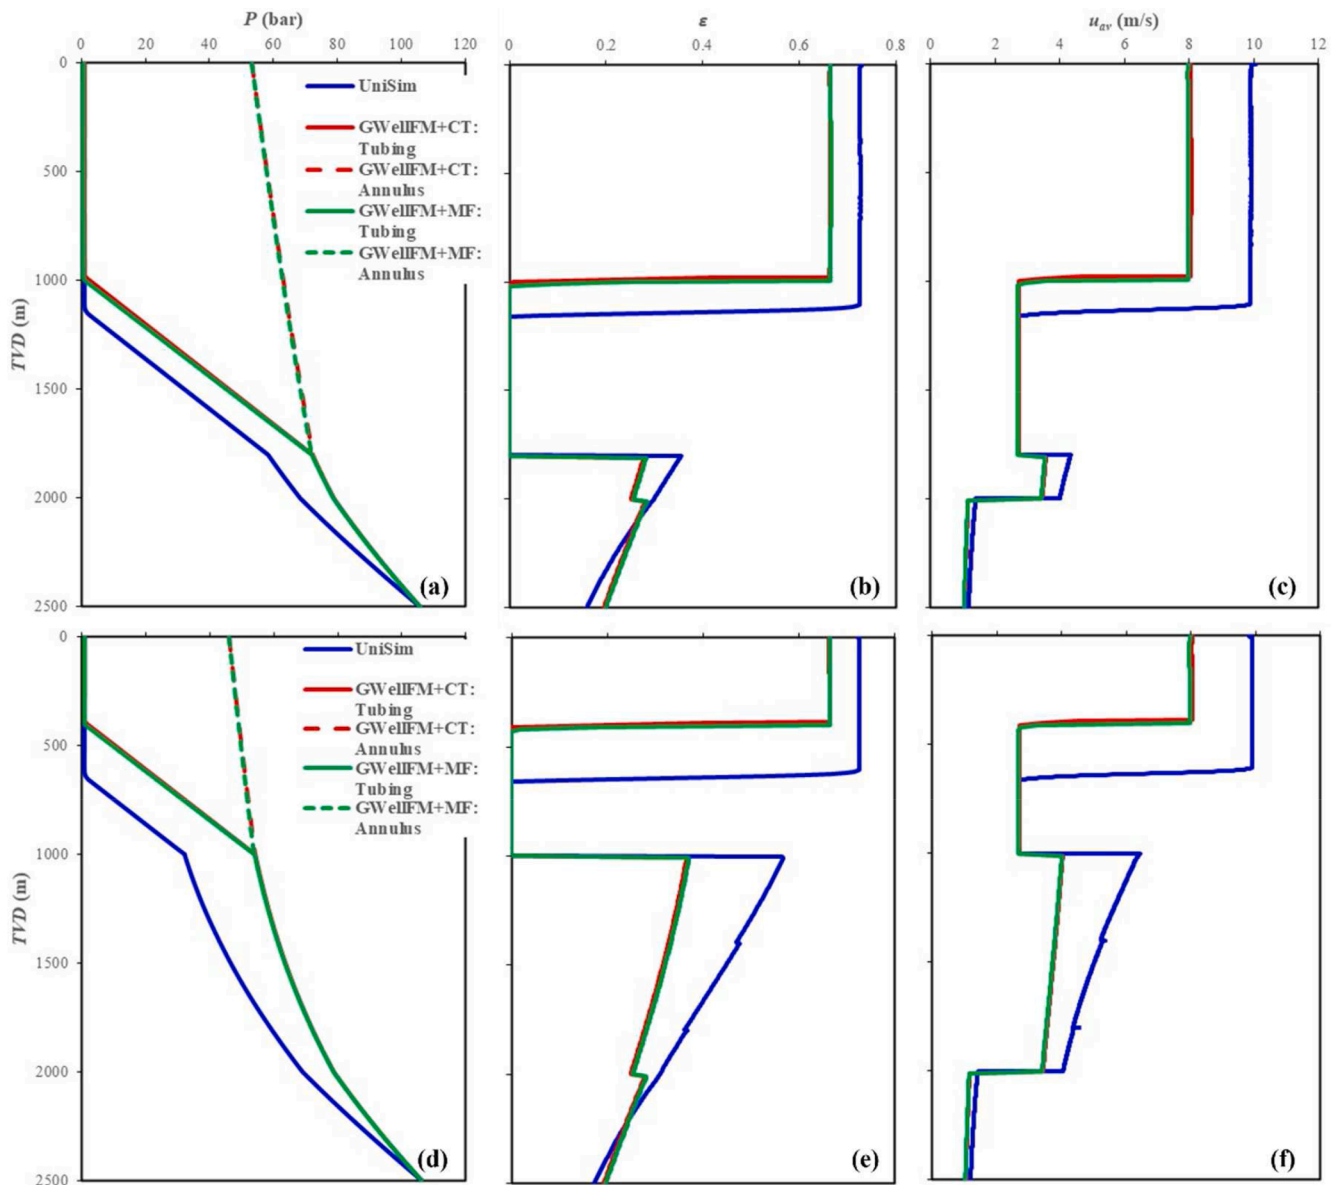 P (bar)
0 20 40 60 80 100 120
ε
0 0.2 0.4 0.6 0.8
u_av (m/s)
0 2 4 6 8 10 12
TVD (m)
0
500
1000
1500
2000
2500
UniSim
GWellFM+CT:
Tubing
GWellFM+CT:
Annulus
GWellFM+MF:
Tubing
GWellFM+MF:
Annulus
(a)
(b)
(c)
TVD (m)
0
500
1000
1500
2000
2500
UniSim
GWellFM+CT:
Tubing
GWellFM+CT:
Annulus
GWellFM+MF:
Tubing
GWellFM+MF:
Annulus
(d)
(e)
(f)